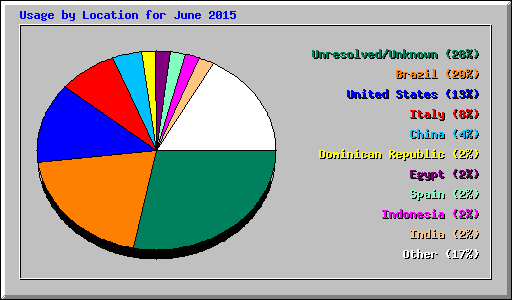 Usage by Location for June 2015
Unresolved/Unknown (28%)
Brazil (20%)
United States (13%)
Italy (8%)
China (4%)
Dominican Republic (2%)
Egypt (2%)
Spain (2%)
Indonesia (2%)
India (2%)
Other (17%)